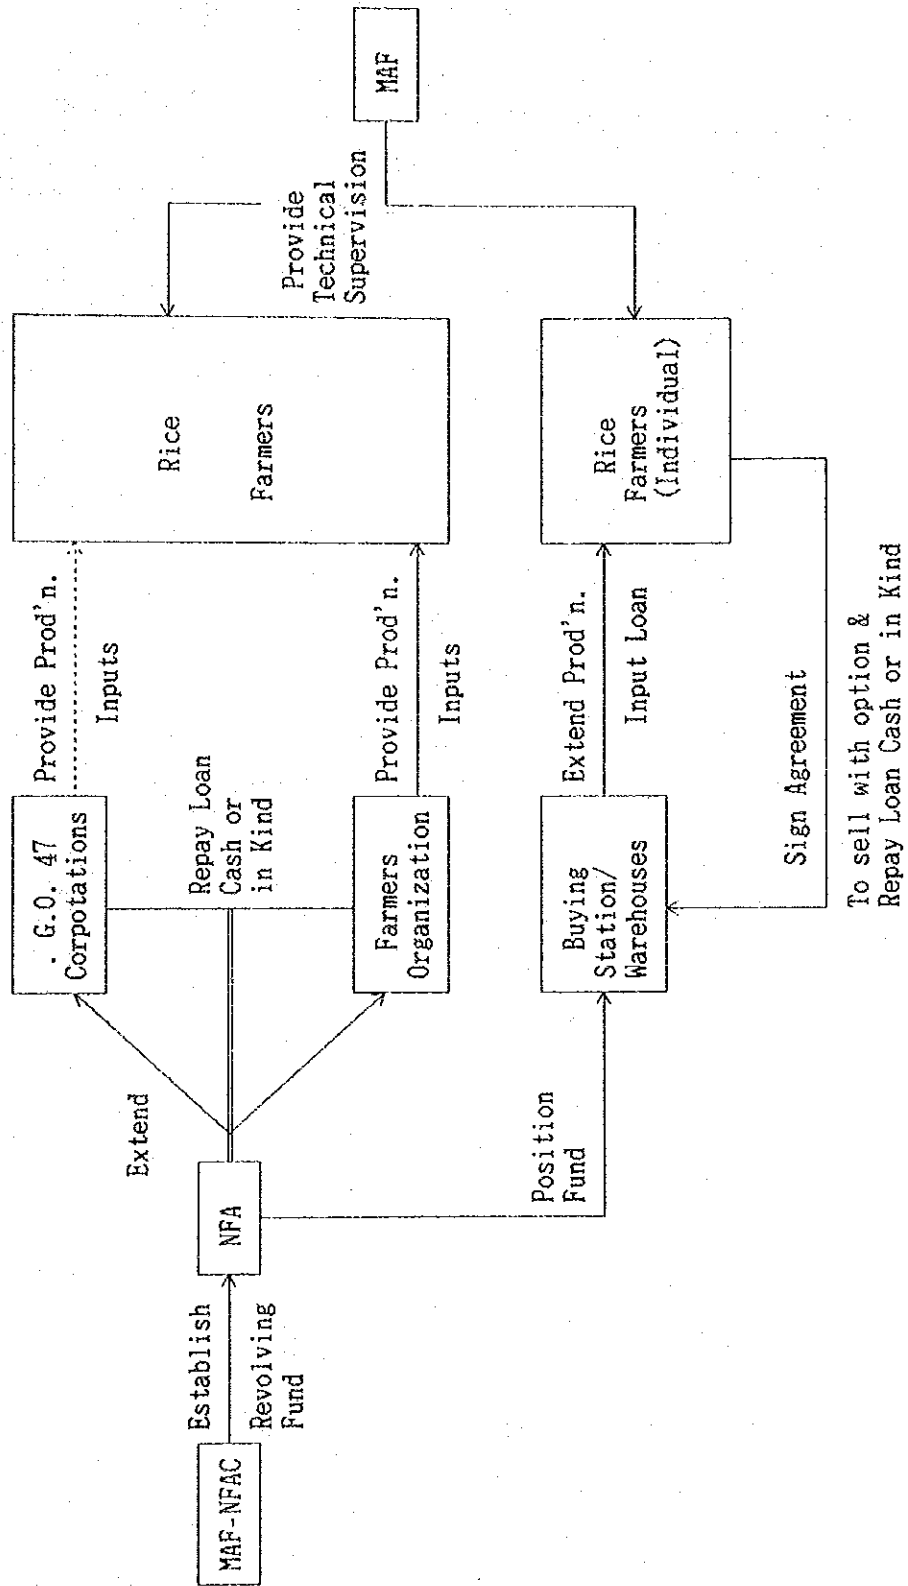 MAF-NFAC
Establish
Revolving
Fund
NFA
Extend
Position
Fund
. G.O. 47
Corpotations
Repay Loan
Cash or
in Kind
Farmers
Organization
Buying
Station/
Warehouses
Provide Prod'n.
Inputs
Provide Prod'n.
Inputs
Extend Prod'n.
Input Loan
Sign Agreement
To sell with option &
Repay Loan Cash or in Kind
Rice
Farmers
Rice
Farmers
(Individual)
Provide
Technical
Supervision
MAF